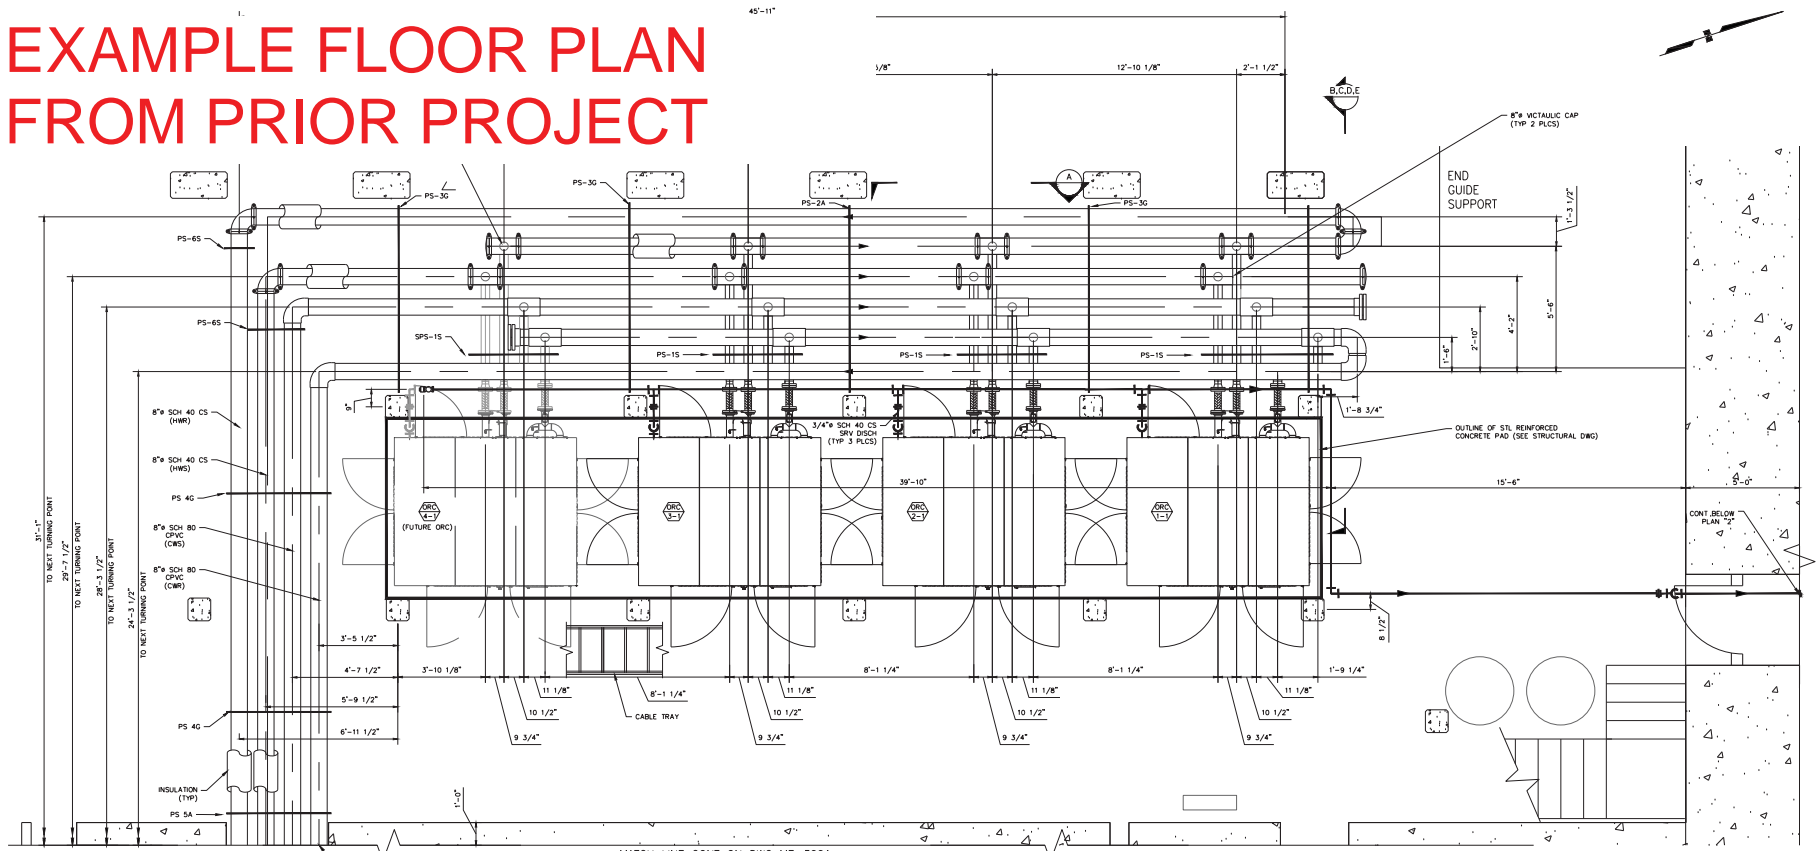 45'-11"
EXAMPLE FLOOR PLAN
FROM PRIOR PROJECT
12'-10 1/8"
2'-1 1/2"
B,C,D,E
8"ø VICTAULIC CAP
(TYP 2 PLCS)
END
GUIDE
SUPPORT
PS-3G
PS-3G
PS-2A
A
PS-3G
1'-3 1/2"
PS-6S
PS-6S
SPS-1S
PS-1S
PS-1S
PS-1S
1'-6"
2'-10"
4'-2"
5'-6"
9"
1'-8 3/4"
8"ø SCH 40 CS
(HWR)
3/4"ø SCH 40 CS
SRV DISCH
(TYP 3 PLCS)
OUTLINE OF STL REINFORCED
CONCRETE PAD (SEE STRUCTURAL DWG)
8"ø SCH 40 CS
(HWS)
PS 4G
39'-10"
15'-6"
5'-0"
ORC
4-1
(FUTURE ORC)
ORC
3-1
ORC
2-1
ORC
1-1
CONT.BELOW
PLAN "2"
8"ø SCH 80
CPVC
(CWS)
8"ø SCH 80
CPVC
(CWR)
31'-1"
TO NEXT TURNING POINT
29'-7 1/2"
TO NEXT TURNING POINT
28'-3 1/2"
TO NEXT TURNING POINT
24'-3 1/2"
TO NEXT TURNING POINT
8 1/2"
3'-5 1/2"
4'-7 1/2"
3'-10 1/8"
8'-1 1/4"
8'-1 1/4"
1'-9 1/4"
11 1/8"
8'-1 1/4"
11 1/8"
11 1/8"
11 1/8"
5'-9 1/2"
10 1/2"
10 1/2"
10 1/2"
10 1/2"
CABLE TRAY
PS 4G
6'-11 1/2"
9 3/4"
9 3/4"
9 3/4"
9 3/4"
INSULATION
(TYP)
PS 5A
1'-0"